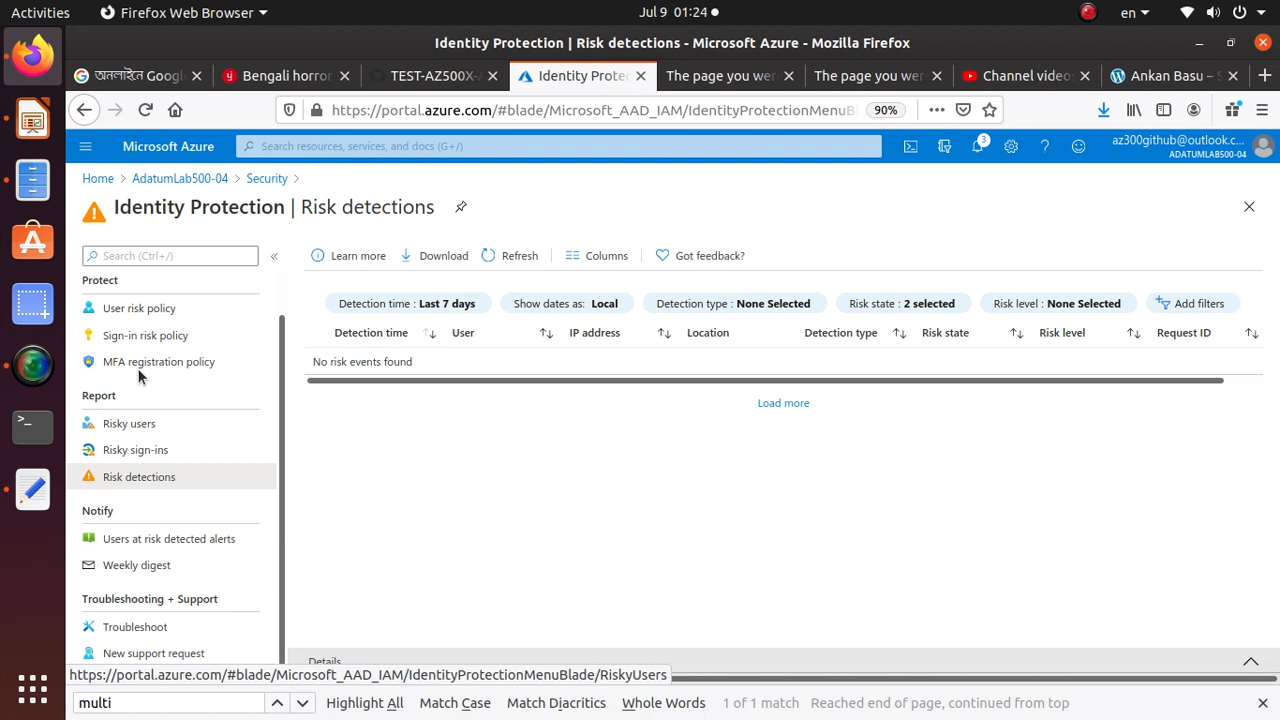 Activities
Firefox Web Browser
Jul 9 01:24
en
Identity Protection | Risk detections - Microsoft Azure - Mozilla Firefox
অনলাইন Googl
Bengali horror
TEST-AZ500X-A
Identity Protec
The page you were
The page you were
Channel videos
Ankan Basu – S
https://portal.azure.com/#blade/Microsoft_AAD_IAM/IdentityProtectionMenuBl
90%
Microsoft Azure
Search resources, services, and docs (G+/)
3
az300github@outlook.c...
ADATUMLAB500-04
Home > AdatumLab500-04 > Security >
Identity Protection | Risk detections
Search (Ctrl+/)
«
Learn more
Download
Refresh
Columns
Got feedback?
Protect
User risk policy
Sign-in risk policy
MFA registration policy
Report
Risky users
Risky sign-ins
Risk detections
Notify
Users at risk detected alerts
Weekly digest
Troubleshooting + Support
Troubleshoot
New support request
Detection time : Last 7 days
Show dates as: Local
Detection type : None Selected
Risk state : 2 selected
Risk level : None Selected
Add filters
Detection time
User
IP address
Location
Detection type
Risk state
Risk level
Request ID
No risk events found
Load more
Details
https://portal.azure.com/#blade/Microsoft_AAD_IAM/IdentityProtectionMenuBlade/RiskyUsers
multi
Highlight All
Match Case
Match Diacritics
Whole Words
1 of 1 match
Reached end of page, continued from top